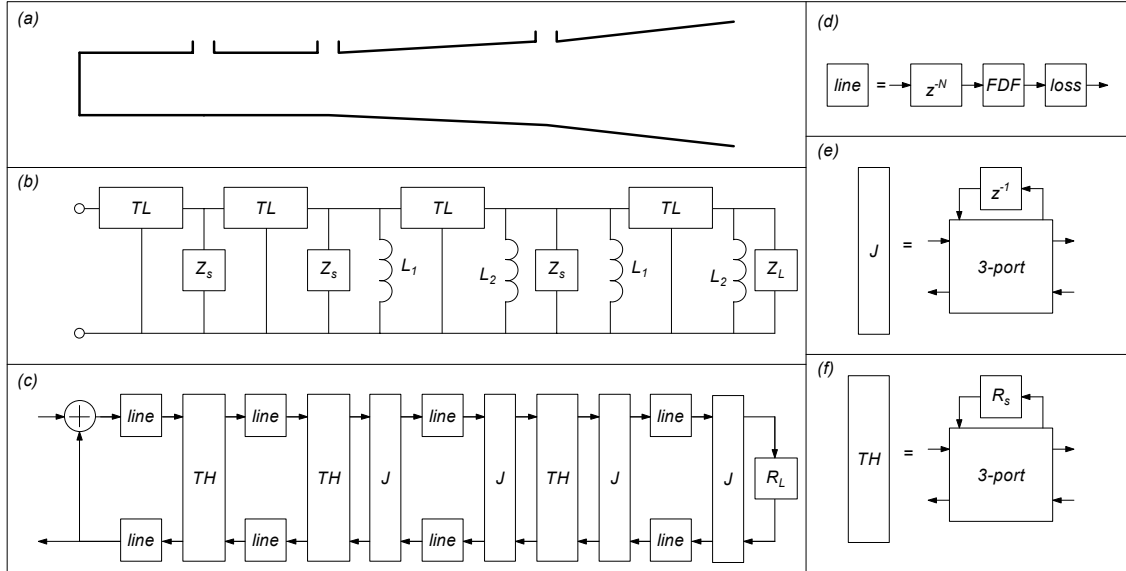 (a)
(b)
TL TL TL TL
Z_s Z_s L_1 L_2 Z_s L_1 L_2 Z_L
(c)
+ line line line line
TH TH J J TH J J R_L
line line line line
(d)
line = z^{-N} FDF loss
(e)
z^{-1}
J = 3-port
(f)
R_s
TH = 3-port